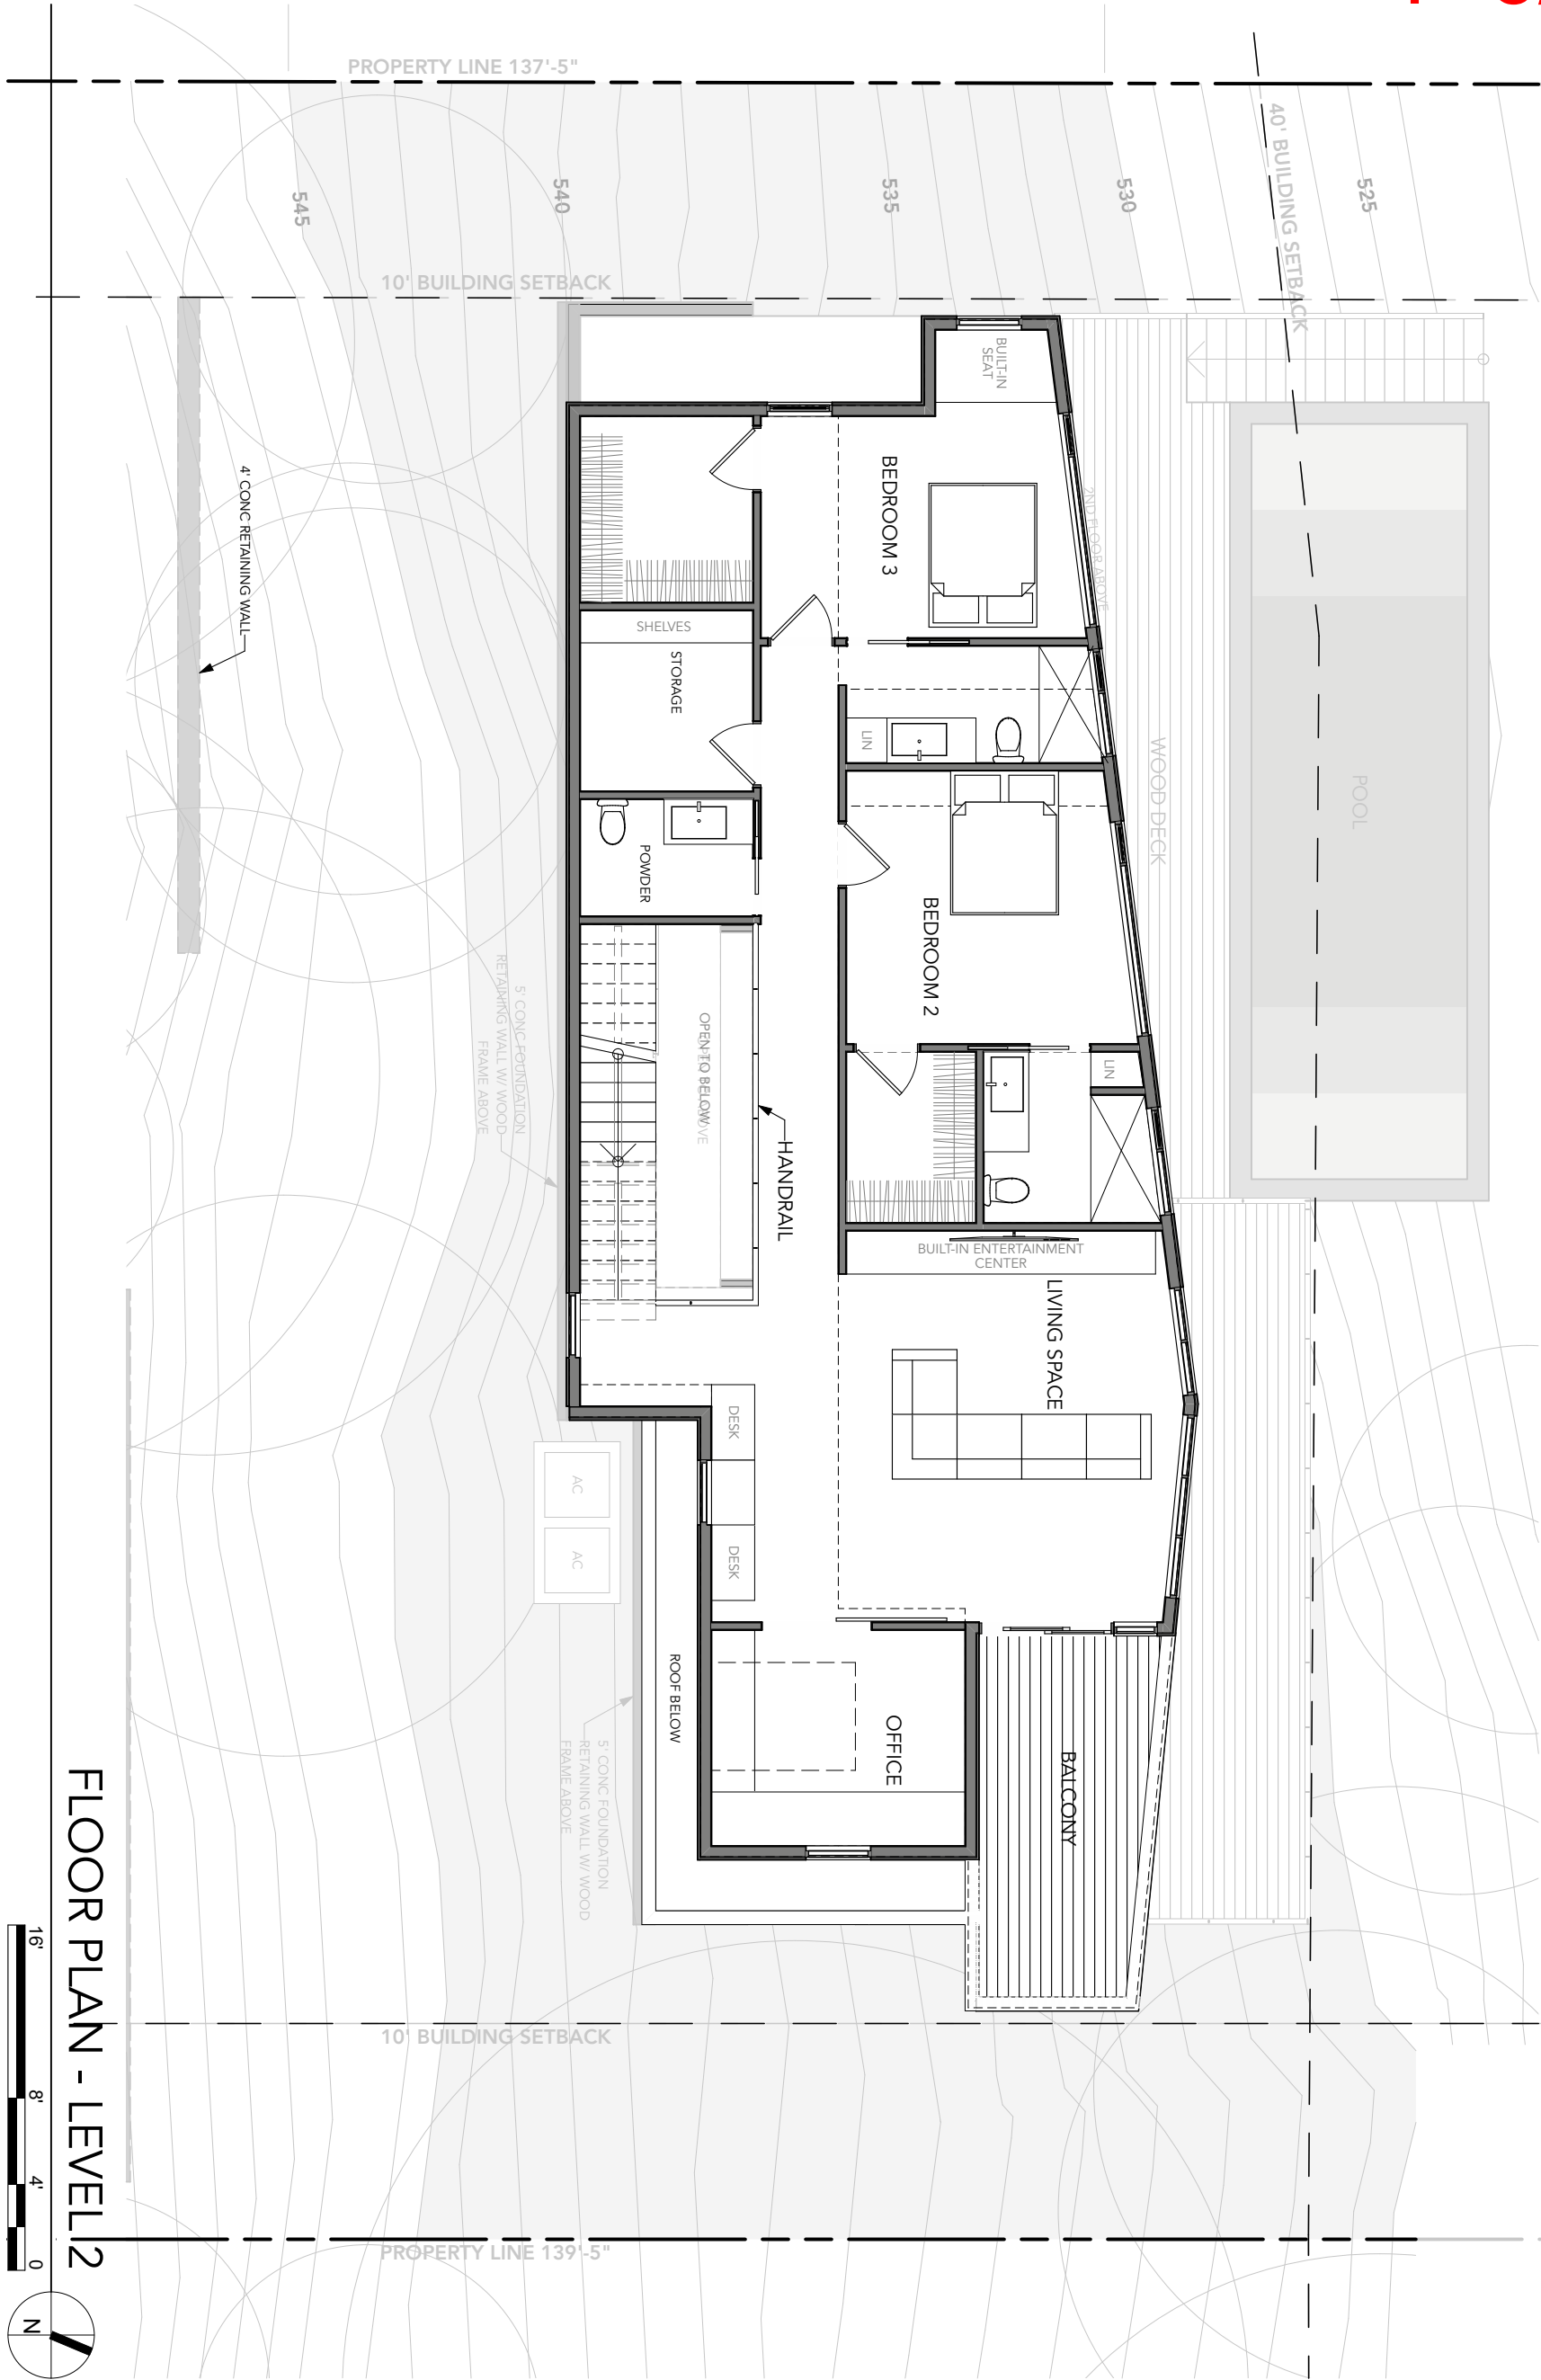 PROPERTY LINE 137'-5"
40' BUILDING SETBACK
545
540
535
530
525
10' BUILDING SETBACK
BUILT-IN
SEAT
4' CONC RETAINING WALL
BEDROOM 3
2ND FLOOR ABOVE
SHELVES
STORAGE
LIN
WOOD DECK
POOL
POWDER
BEDROOM 2
5' CONC FOUNDATION
RETAINING WALL W/ WOOD
FRAME ABOVE
OPEN TO BELOW
LIN
HANDRAIL
BUILT-IN ENTERTAINMENT
CENTER
LIVING SPACE
DESK
DESK
AC
AC
ROOF BELOW
OFFICE
BALCONY
5' CONC FOUNDATION
RETAINING WALL W/ WOOD
FRAME ABOVE
10' BUILDING SETBACK
PROPERTY LINE 139'-5"
FLOOR PLAN - LEVEL 2
16'
8'
4'
0
N